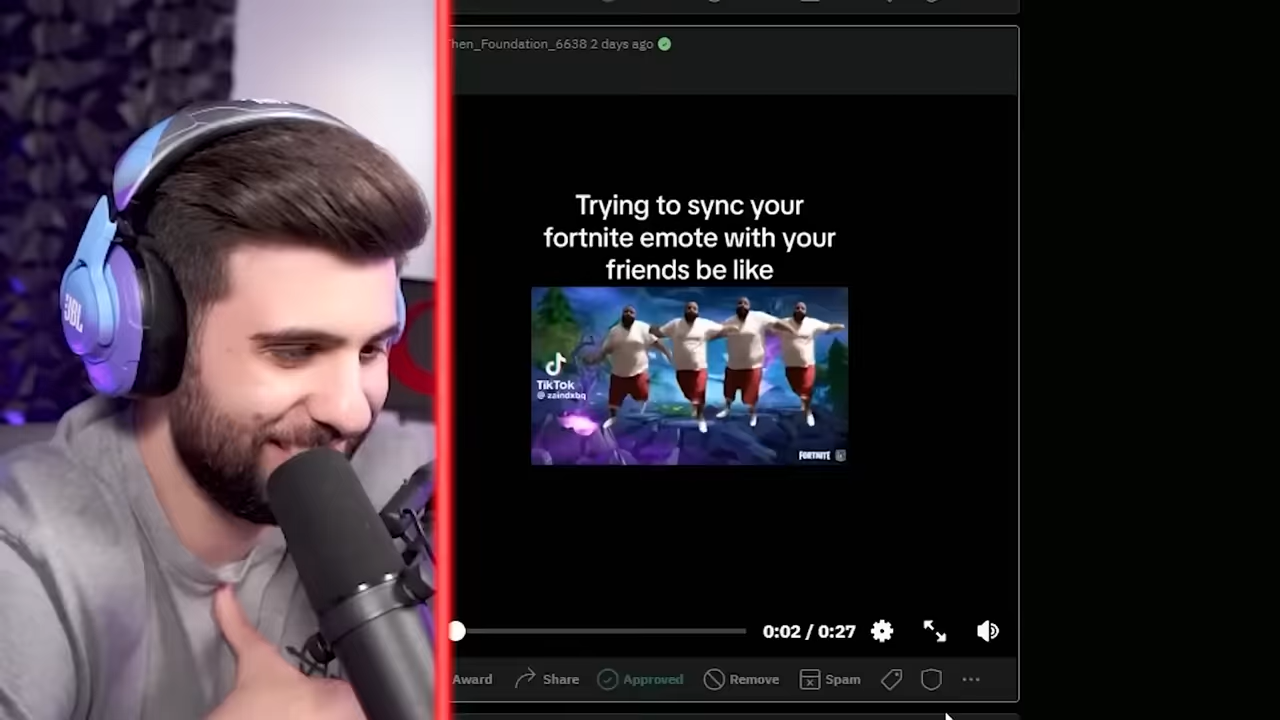 Then_Foundation_6638 2 days ago
Trying to sync your
fortnite emote with your
friends be like
TikTok
@ zaindxbq
FORTNITE
JBL
0:02 / 0:27
Award Share Approved Remove Spam